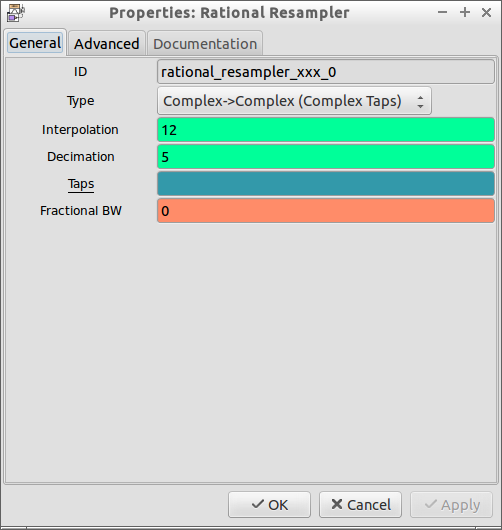 Properties: Rational Resampler
General Advanced Documentation
ID rational_resampler_xxx_0
Type Complex->Complex (Complex Taps)
Interpolation 12
Decimation 5
Taps
Fractional BW 0
OK Cancel Apply